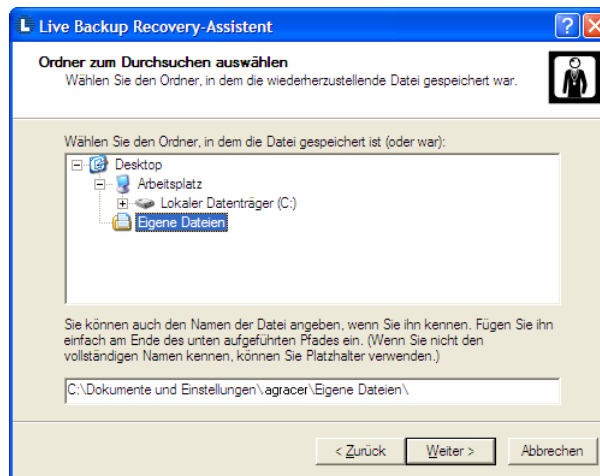 Live Backup Recovery-Assistent
Ordner zum Durchsuchen auswählen
Wählen Sie den Ordner, in dem die wiederherzustellende Datei gespeichert war.
Wählen Sie den Ordner, in dem die Datei gespeichert ist (oder war):
Desktop
Arbeitsplatz
Lokaler Datenträger (C:)
Eigene Dateien
Sie können auch den Namen der Datei angeben, wenn Sie ihn kennen. Fügen Sie ihn
einfach am Ende des unten aufgeführten Pfades ein. (Wenn Sie nicht den
vollständigen Namen kennen, können Sie Platzhalter verwenden.)
C:\Dokumente und Einstellungen\agracer\Eigene Dateien\
< Zurück Weiter > Abbrechen